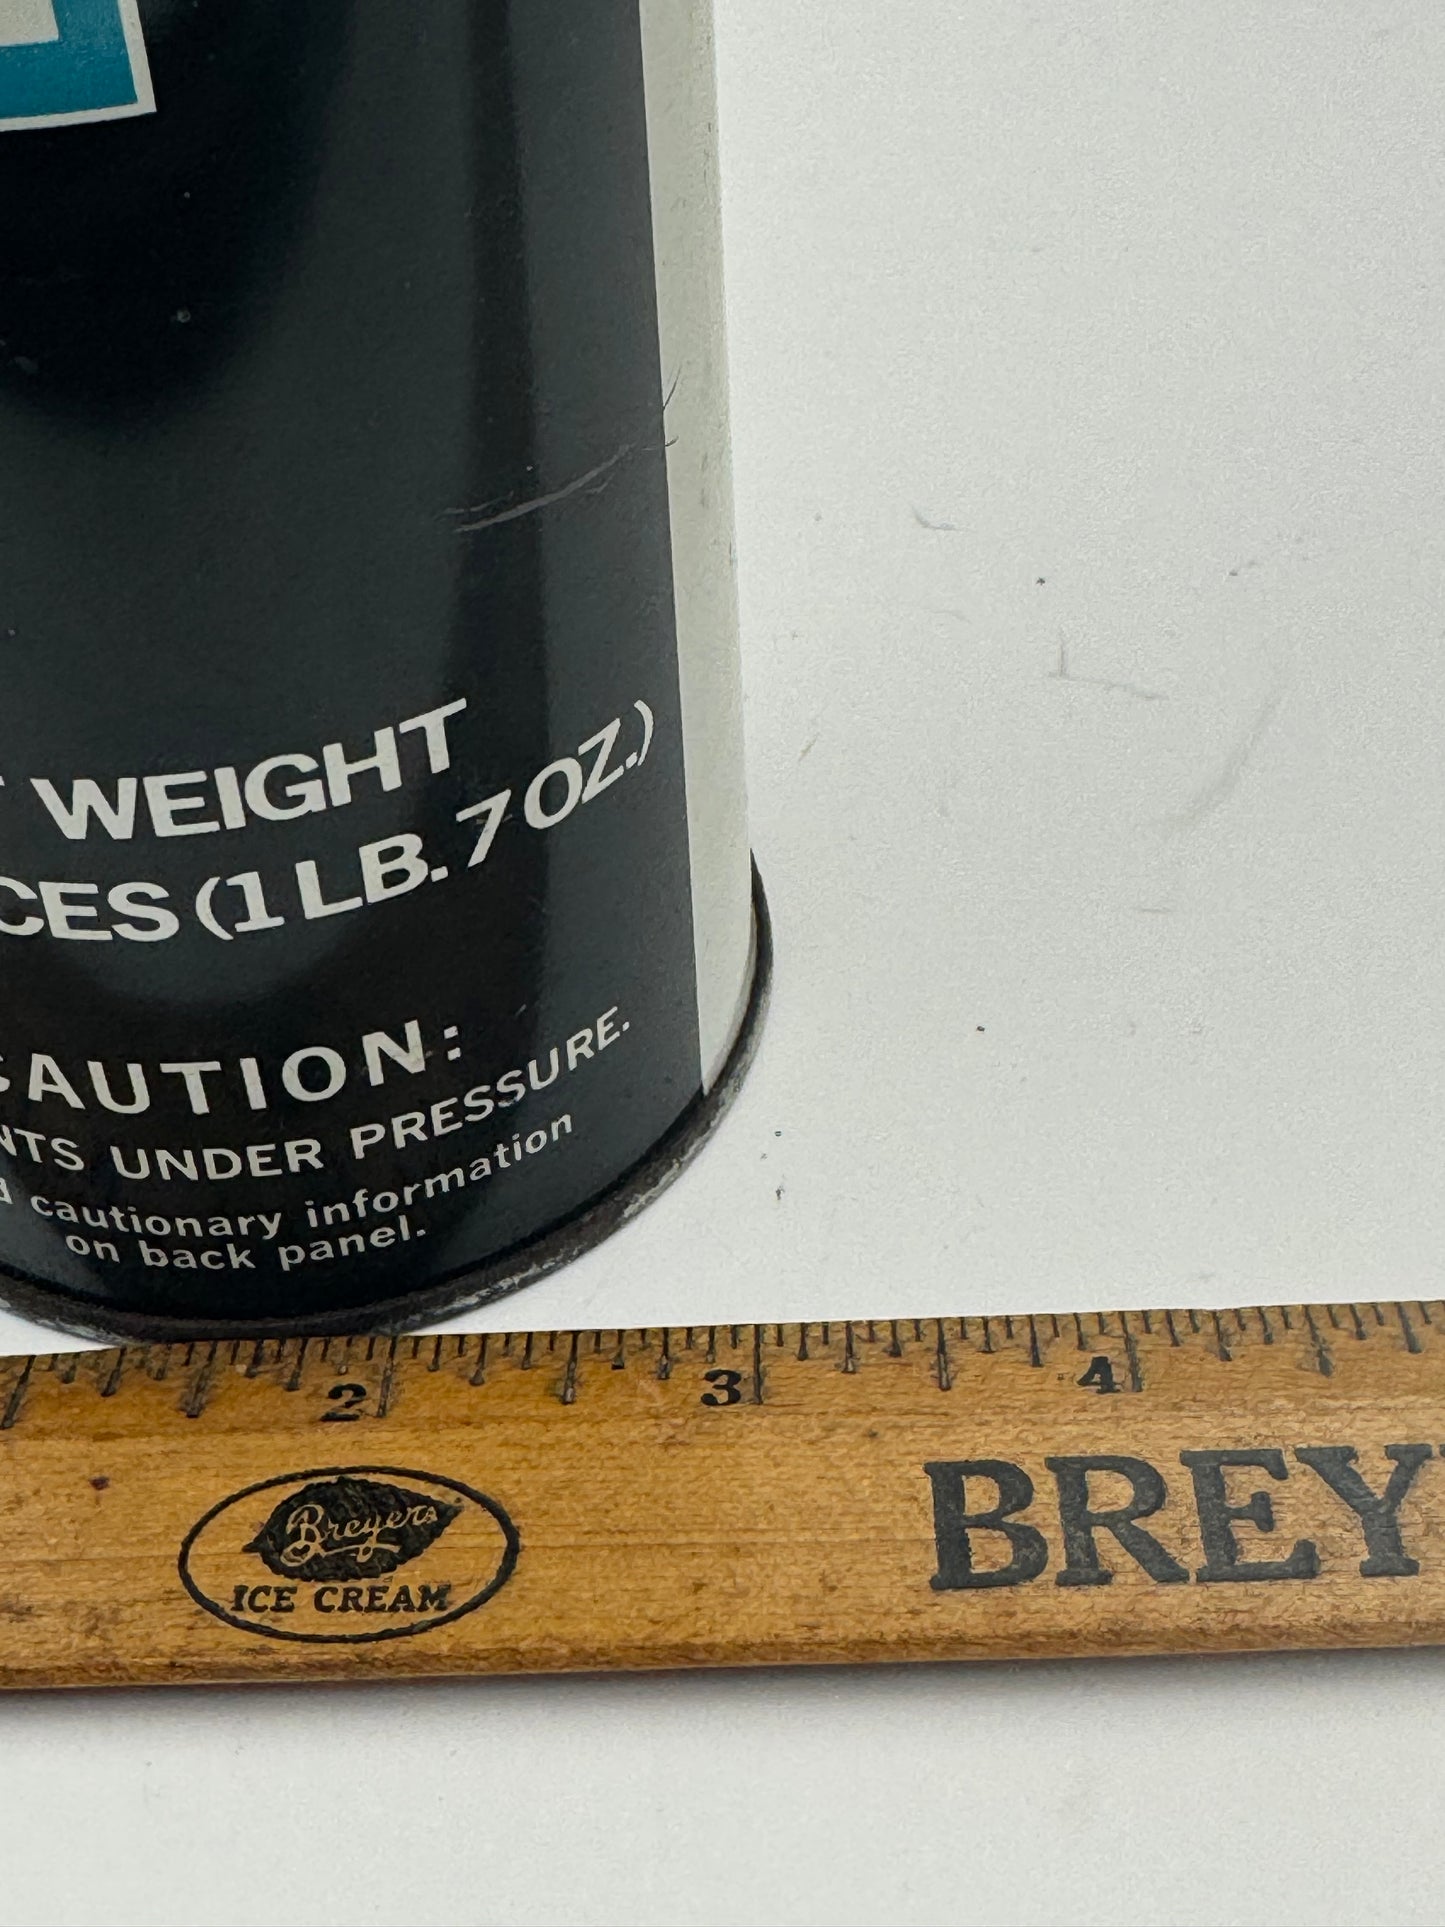 WEIGHT
CES (1 LB. 7 OZ.)
CAUTION:
NTS UNDER PRESSURE.
d cautionary information
on back panel.
2 3 4
Breyers
ICE CREAM
BREY